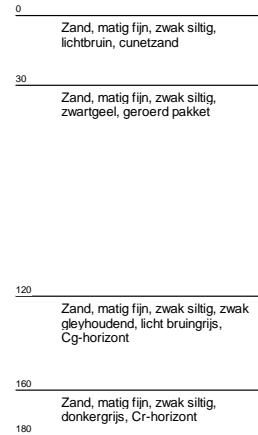 0
Zand, matig fijn, zwak siltig,
lichtbruin, cunetzand
30
Zand, matig fijn, zwak siltig,
zwartgeel, geroerd pakket
120
Zand, matig fijn, zwak siltig, zwak
gleyhoudend, licht bruingrijs,
Cg-horizont
160
Zand, matig fijn, zwak siltig,
donkergrijs, Cr-horizont
180